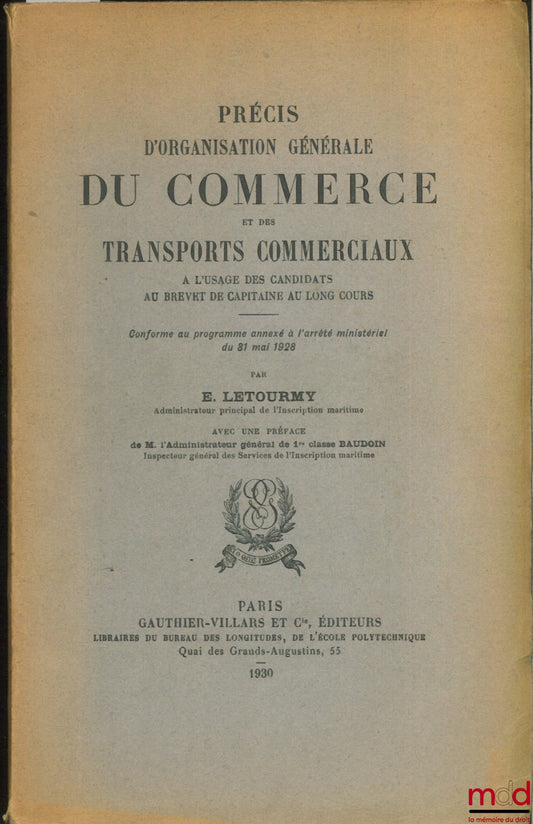 PRÉCIS
D'ORGANISATION GÉNÉRALE
DU COMMERCE
ET DES
TRANSPORTS COMMERCIAUX
A L'USAGE DES CANDIDATS
AU BREVET DE CAPITAINE AU LONG COURS
Conforme au programme annexé à l'arrêté ministériel
du 31 mai 1928
PAR
E. LETOURMY
Administrateur principal de l'Inscription maritime
AVEC UNE PRÉFACE
de M. l'Administrateur général de 1re classe BAUDOIN
Inspecteur général des Services de l'Inscription maritime
PARIS
GAUTHIER-VILLARS ET Cie, ÉDITEURS
LIBRAIRES DU BUREAU DES LONGITUDES, DE L'ÉCOLE POLYTECHNIQUE
Quai des Grands-Augustins, 55
1930
mdd
la mémoire du droit